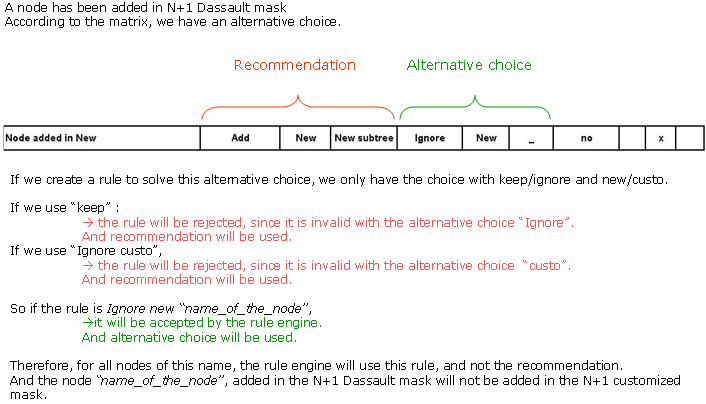 A node has been added in N+1 Dassault mask
According to the matrix, we have an alternative choice.
Recommendation Alternative choice
Node added in New Add New New subtree Ignore New _ no x
If we create a rule to solve this alternative choice, we only have the choice with keep/ignore and new/custo.
If we use “keep” :
→ the rule will be rejected, since it is invalid with the alternative choice “Ignore”.
And recommendation will be used.
If we use “Ignore custo”,
→ the rule will be rejected, since it is invalid with the alternative choice “custo”.
And recommendation will be used.
So if the rule is Ignore new “name_of_the_node”,
→it will be accepted by the rule engine.
And alternative choice will be used.
Therefore, for all nodes of this name, the rule engine will use this rule, and not the recommendation.
And the node “name_of_the_node”, added in the N+1 Dassault mask will not be added in the N+1 customized
mask.